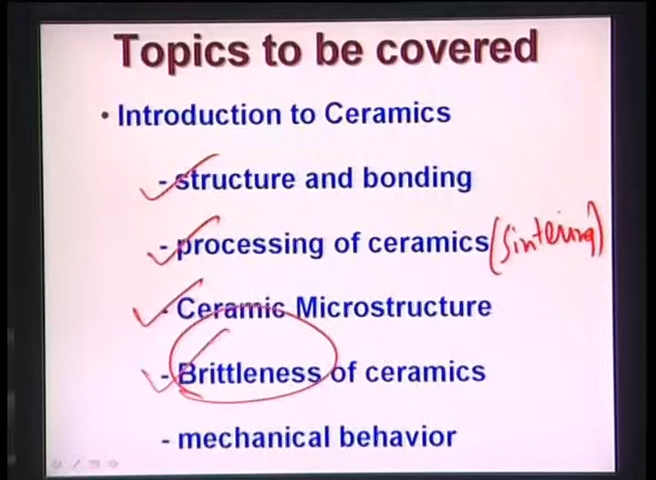 Topics to be covered
• Introduction to Ceramics
- structure and bonding
- processing of ceramics (sintering)
- Ceramic Microstructure
- Brittleness of ceramics
- mechanical behavior